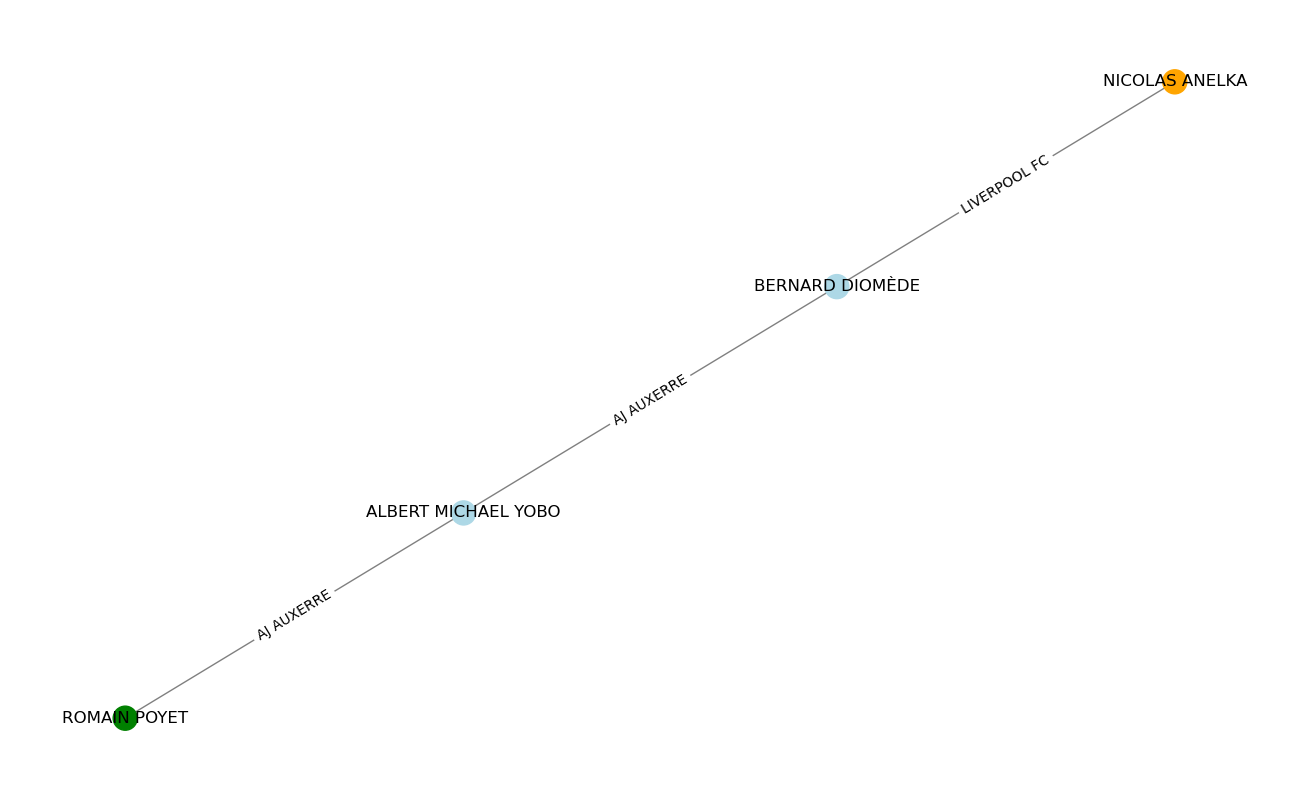 NICOLAS ANELKA
LIVERPOOL FC
BERNARD DIOMÈDE
AJ AUXERRE
ALBERT MICHAEL YOBO
AJ AUXERRE
ROMAIN POYET